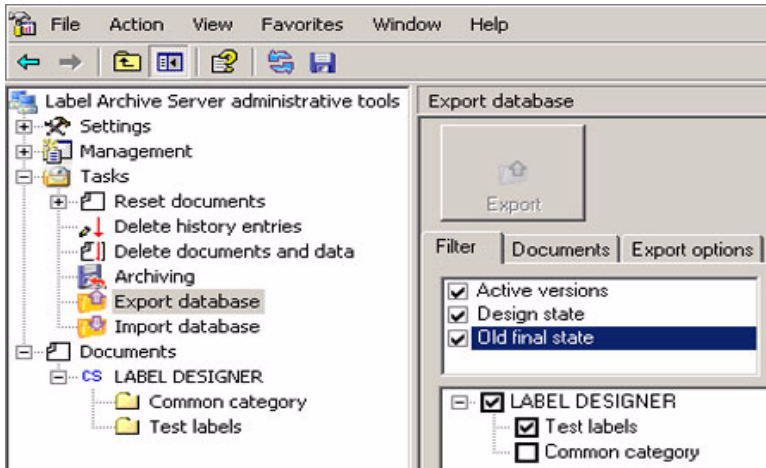 File Action View Favorites Window Help
Label Archive Server administrative tools
Settings
Management
Tasks
Reset documents
Delete history entries
Delete documents and data
Archiving
Export database
Import database
Documents
CS LABEL DESIGNER
Common category
Test labels
Export database
Export
Filter Documents Export options
Active versions
Design state
Old final state
LABEL DESIGNER
Test labels
Common category